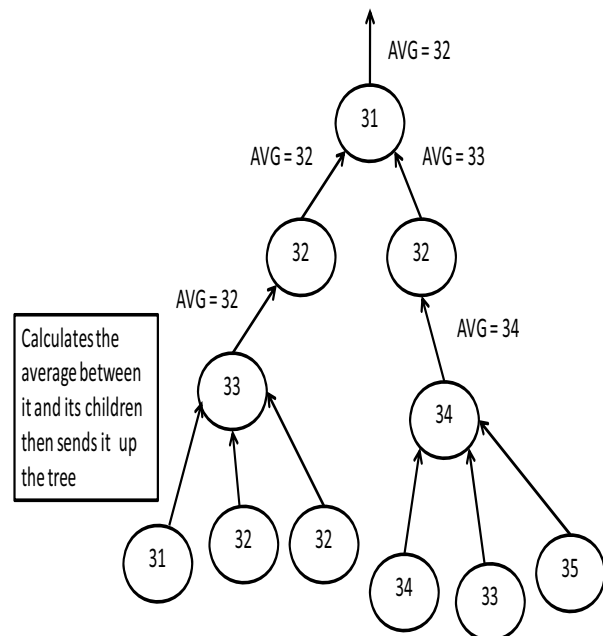 AVG = 32
31
AVG = 32
AVG = 33
32
32
AVG = 32
AVG = 34
Calculates the
average between
it and its children
then sends it up
the tree
33
34
31
32
32
34
33
35